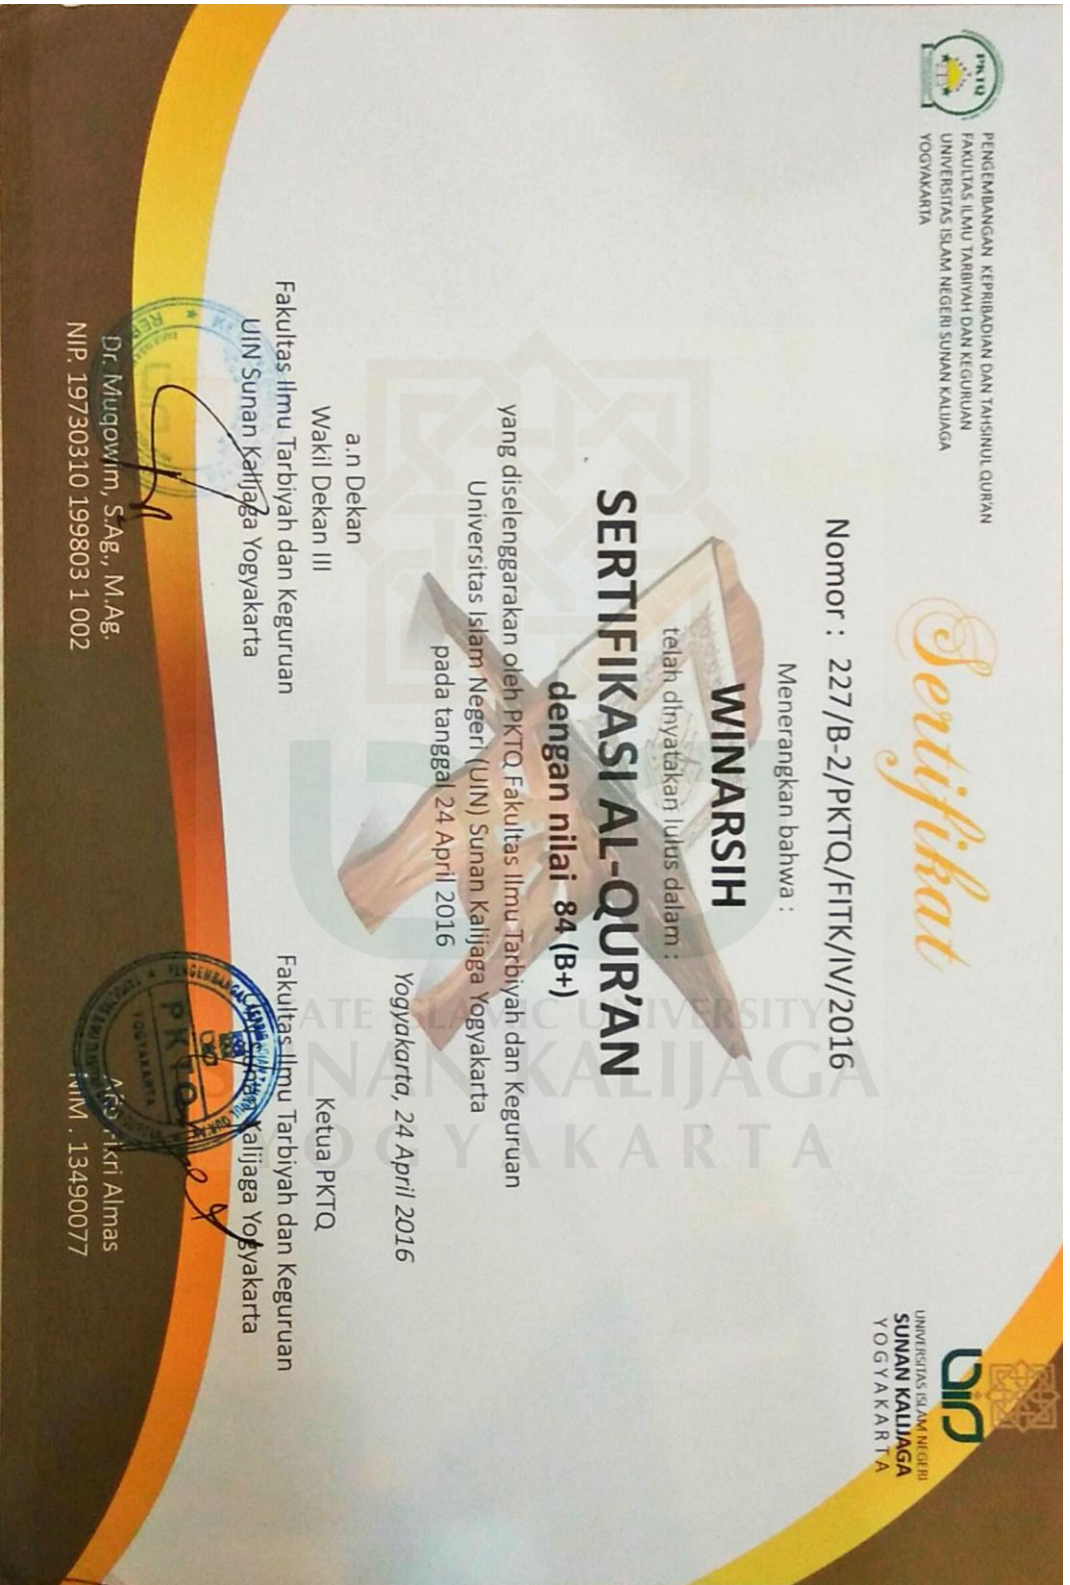 PKTQ
PENGEMBANGAN KEPRIBADIAN DAN TAHSINUL QUR'AN
FAKULTAS ILMU TARBIYAH DAN KEGURUAN
UNIVERSITAS ISLAM NEGERI SUNAN KALIJAGA
YOGYAKARTA
UNIVERSITAS ISLAM NEGERI
SUNAN KALIJAGA
YOGYAKARTA
Sertifikat
Nomor : 227/B-2/PKTQ/FITK/IV/2016
Menerangkan bahwa :
WINARSIH
telah dinyatakan lulus dalam :
SERTIFIKASI AL-QUR'AN
dengan nilai 84 (B+)
yang diselenggarakan oleh PKTQ Fakultas Ilmu Tarbiyah dan Keguruan
Universitas Islam Negeri (UIN) Sunan Kalijaga Yogyakarta
pada tanggal 24 April 2016
Yogyakarta, 24 April 2016
a.n Dekan
Wakil Dekan III
Fakultas Ilmu Tarbiyah dan Keguruan
UIN Sunan Kalijaga Yogyakarta
Dr. Muqowim, S.Ag., M.Ag.
NIP. 19730310 199803 1 002
Ketua PKTQ
Fakultas Ilmu Tarbiyah dan Keguruan
UIN Sunan Kalijaga Yogyakarta
Fikri Almas
NIM . 13490077
PKTQ
YOGYAKARTA
STATE ISLAMIC UNIVERSITY
SUNAN KALIJAGA
YOGYAKARTA